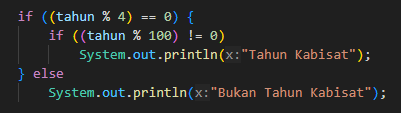 if ((tahun % 4) == 0) {
if ((tahun % 100) != 0)
System.out.println(x:"Tahun Kabisat");
} else
System.out.println(x:"Bukan Tahun Kabisat");